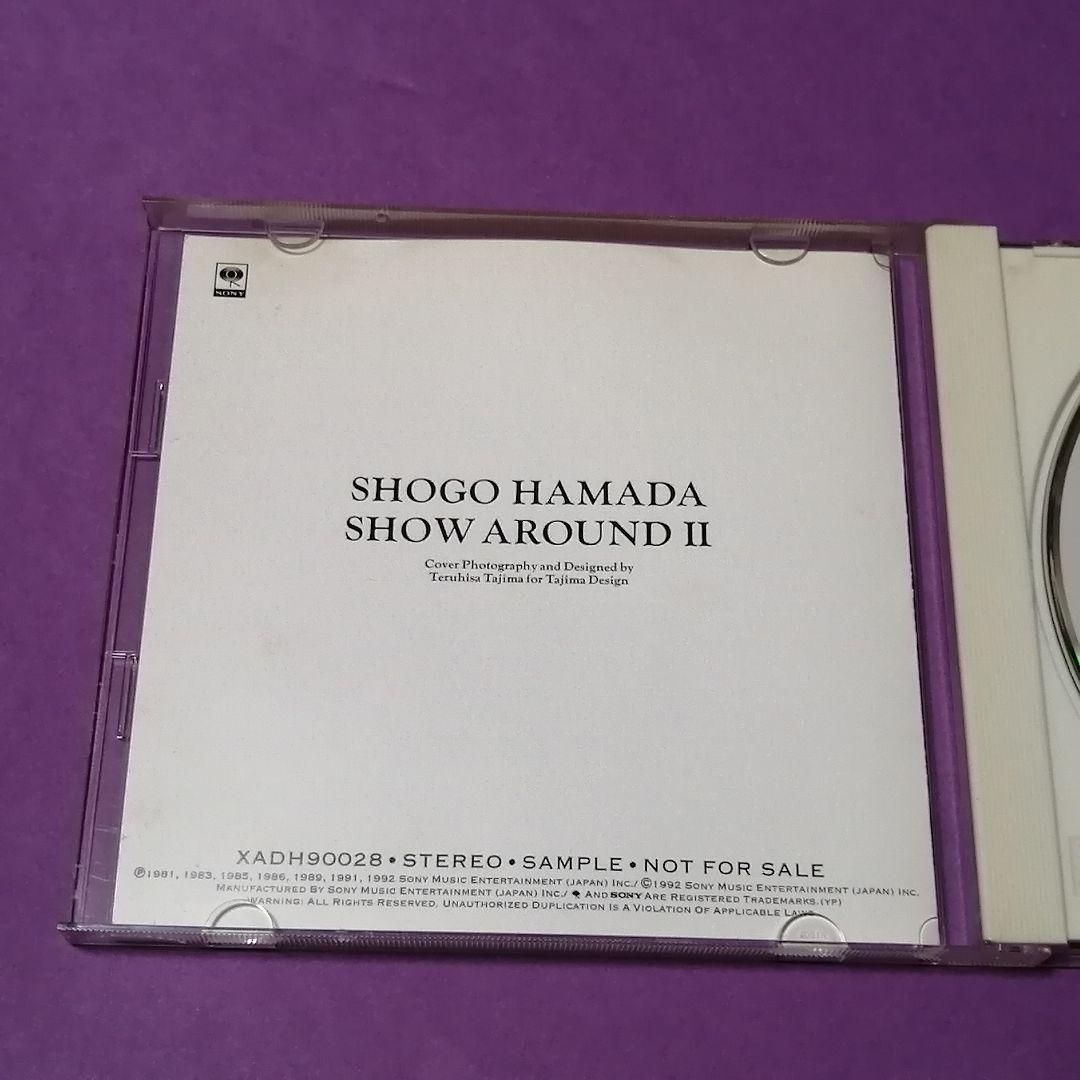 SONY
SHOGO HAMADA
SHOW AROUND II
Cover Photography and Designed by
Teruhisa Tajima for Tajima Design
XADH90028 • STEREO • SAMPLE • NOT FOR SALE
Ⓟ1981, 1983, 1985, 1986, 1989, 1991, 1992 SONY MUSIC ENTERTAINMENT (JAPAN) INC./ ©1992 SONY MUSIC ENTERTAINMENT (JAPAN) INC.
MANUFACTURED BY SONY MUSIC ENTERTAINMENT (JAPAN) INC./ AND SONY ARE REGISTERED TRADEMARKS. (YP)
WARNING: ALL RIGHTS RESERVED. UNAUTHORIZED DUPLICATION IS A VIOLATION OF APPLICABLE LAWS.